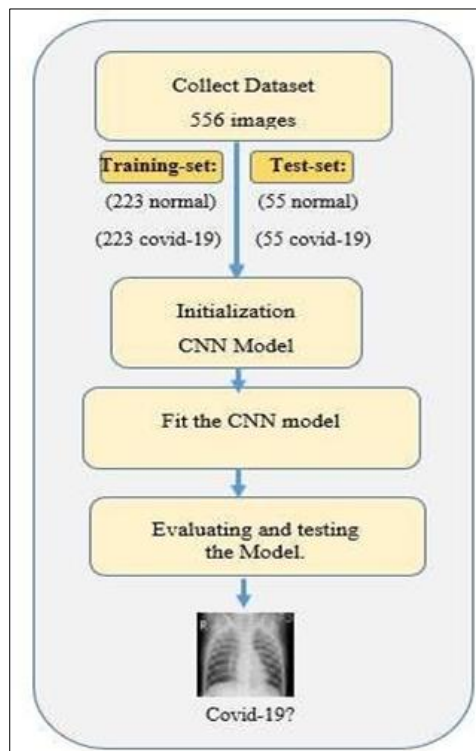 Collect Dataset
556 images
Training-set:
(223 normal)
(223 covid-19)
Test-set:
(55 normal)
(55 covid-19)
Initialization
CNN Model
Fit the CNN model
Evaluating and testing
the Model.
R
Covid-19?